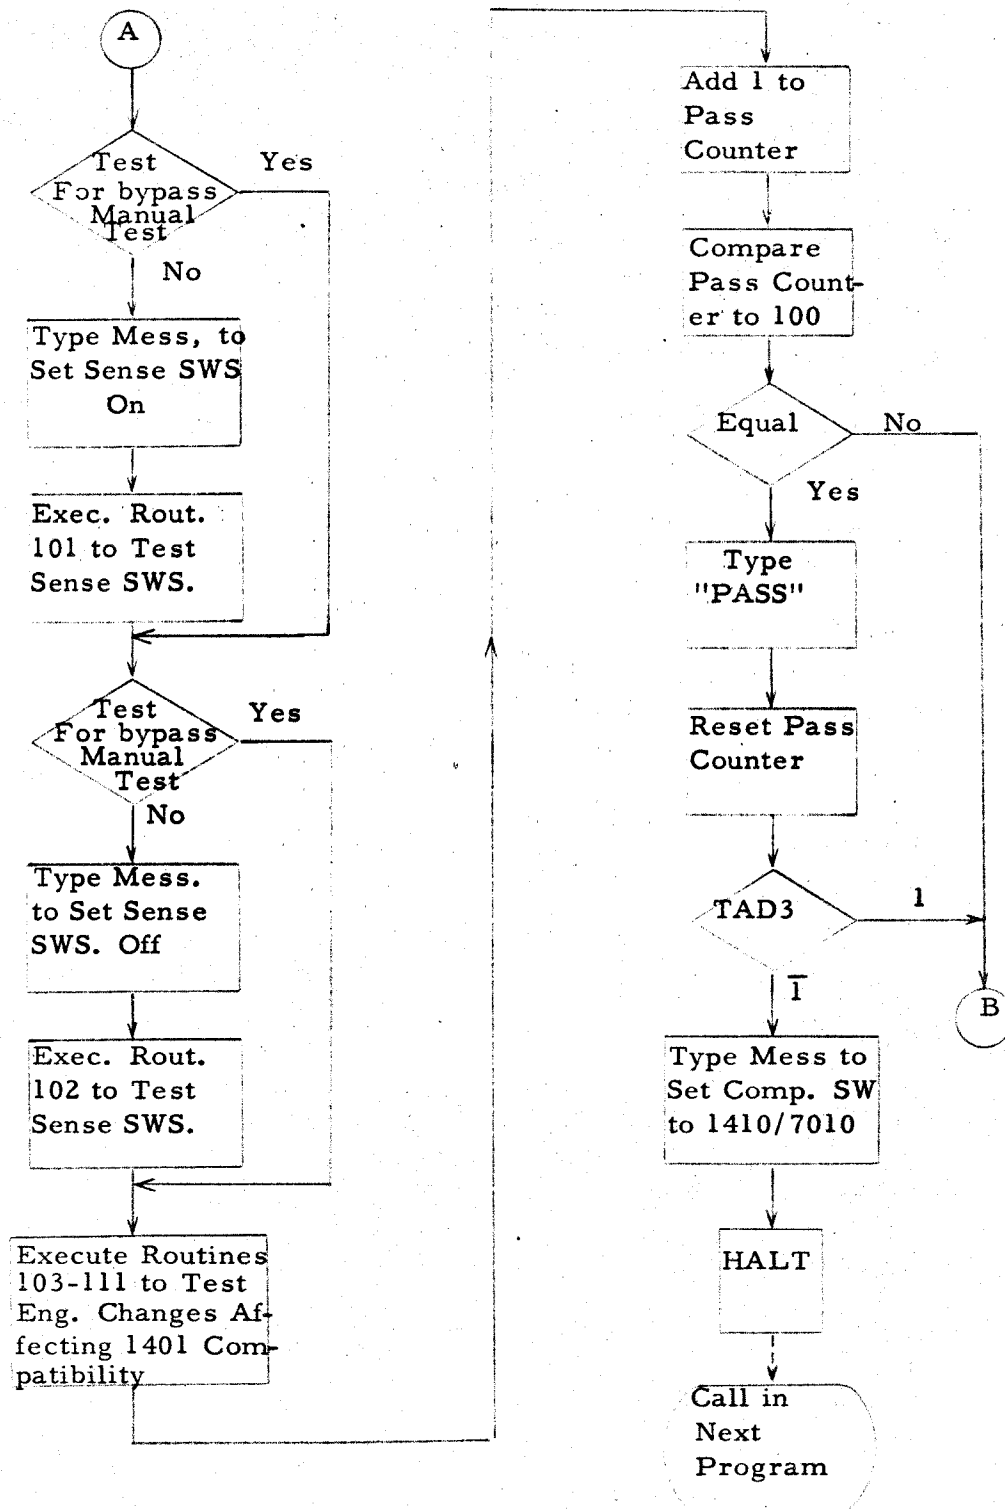 A
Test
For bypass
Manual
Test
Yes
No
Type Mess, to
Set Sense SWS
On
Exec. Rout.
101 to Test
Sense SWS.
Test
For bypass
Manual
Test
Yes
No
Type Mess.
to Set Sense
SWS. Off
Exec. Rout.
102 to Test
Sense SWS.
Execute Routines
103-111 to Test
Eng. Changes Af-
fecting 1401 Com-
patibility
Add 1 to
Pass
Counter
Compare
Pass Count-
er to 100
Equal
No
Yes
Type
"PASS"
Reset Pass
Counter
TAD3
1
1̅
B
Type Mess to
Set Comp. SW
to 1410/7010
HALT
Call in
Next
Program